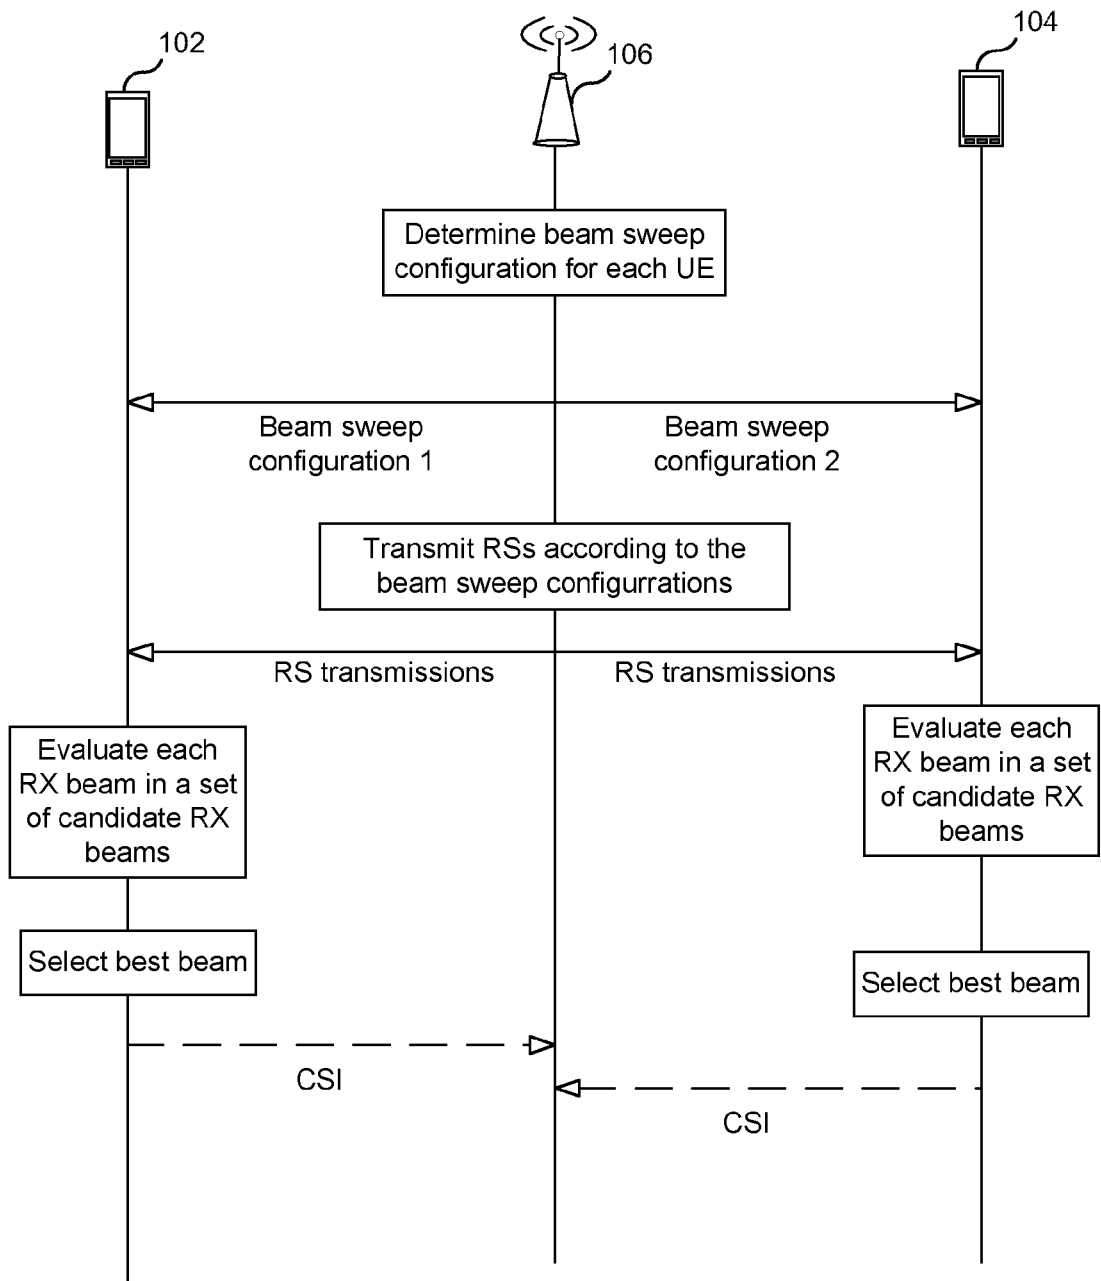 102
106
104
Determine beam sweep
configuration for each UE
Beam sweep
configuration 1
Beam sweep
configuration 2
Transmit RSs according to the
beam sweep configurrations
RS transmissions
RS transmissions
Evaluate each
RX beam in a set
of candidate RX
beams
Evaluate each
RX beam in a set
of candidate RX
beams
Select best beam
Select best beam
CSI
CSI